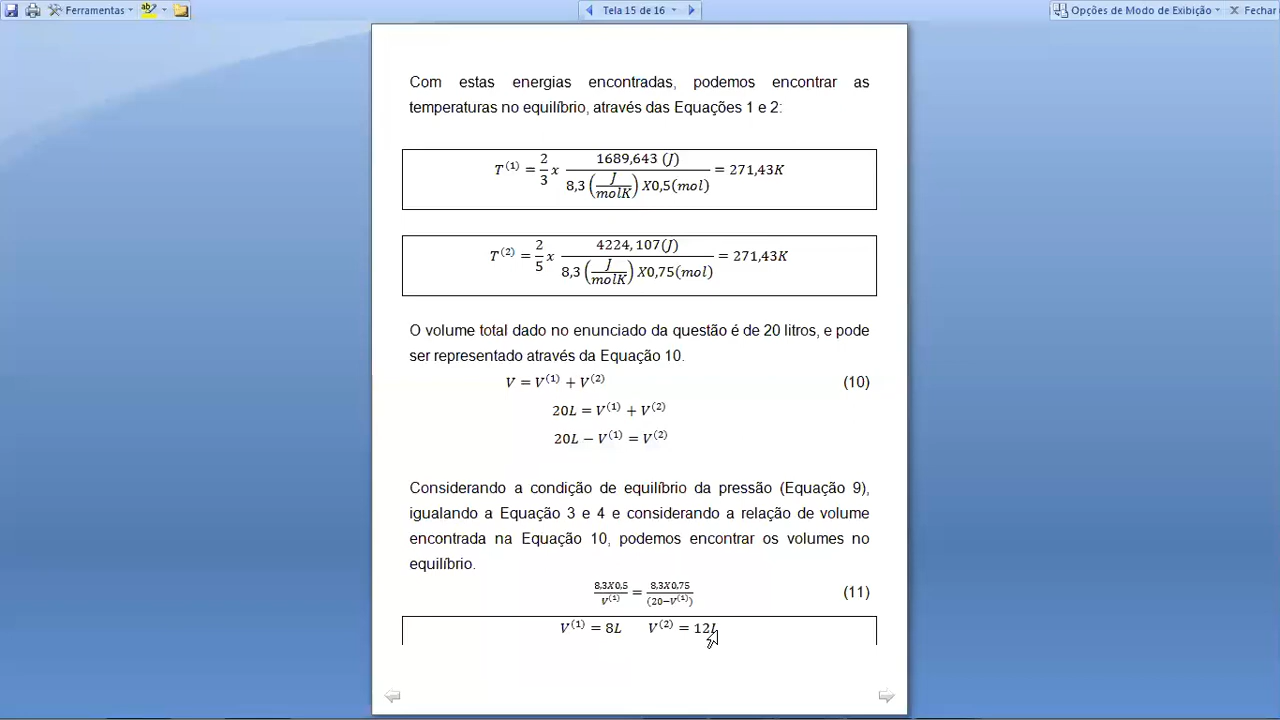 Ferramentas
Tela 15 de 16
Opções de Modo de Exibição
Fechar
Com estas energias encontradas, podemos encontrar as
temperaturas no equilíbrio, através das Equações 1 e 2:
T⁽¹⁾ = 2/3 x 1689,643 (J) / 8,3 (J/molK) X0,5(mol) = 271,43K
T⁽²⁾ = 2/5 x 4224,107(J) / 8,3 (J/molK) X0,75(mol) = 271,43K
O volume total dado no enunciado da questão é de 20 litros, e pode
ser representado através da Equação 10.
V = V⁽¹⁾ + V⁽²⁾ (10)
20L = V⁽¹⁾ + V⁽²⁾
20L − V⁽¹⁾ = V⁽²⁾
Considerando a condição de equilíbrio da pressão (Equação 9),
igualando a Equação 3 e 4 e considerando a relação de volume
encontrada na Equação 10, podemos encontrar os volumes no
equilíbrio.
8,3X0,5 / V⁽¹⁾ = 8,3X0,75 / (20−V⁽¹⁾) (11)
V⁽¹⁾ = 8L V⁽²⁾ = 12L